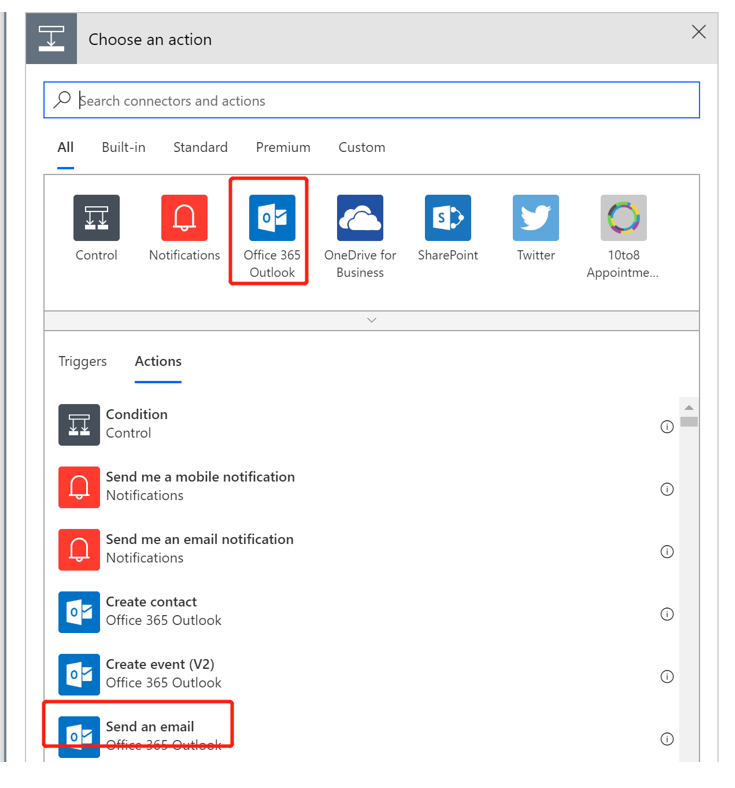 Choose an action
Search connectors and actions
All Built-in Standard Premium Custom
Control Notifications Office 365 Outlook OneDrive for Business SharePoint Twitter 10to8 Appointme...
Triggers Actions
Condition
Control
Send me a mobile notification
Notifications
Send me an email notification
Notifications
Create contact
Office 365 Outlook
Create event (V2)
Office 365 Outlook
Send an email
Office 365 Outlook